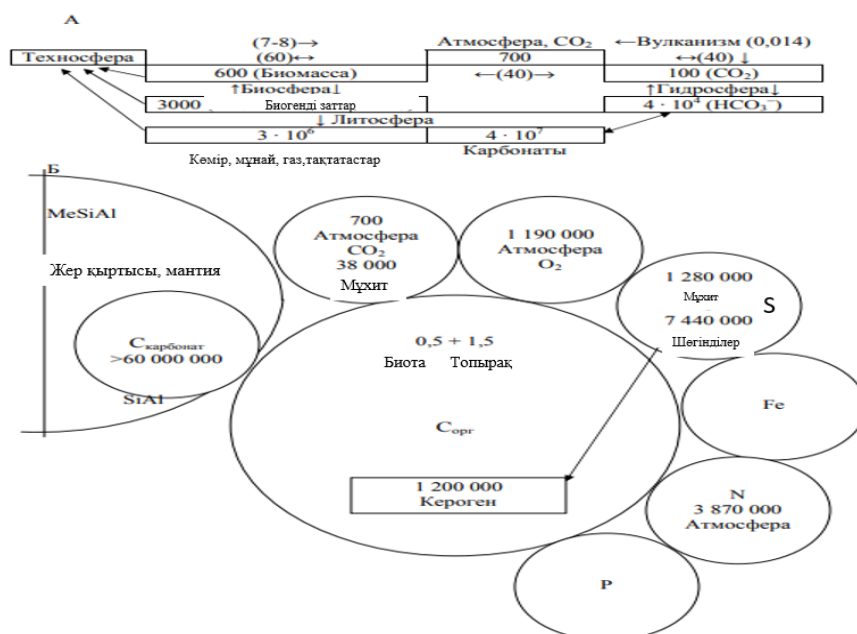 А
(7-8)→ Атмосфера, CO₂ ←Вулканизм (0,014)
Техносфера (60)↔ 700 ↔(40) ↓
600 (Биомасса) ←(40)→ 100 (CO₂)
↑Биосфера↓ ↑Гидросфера↓
3000 Биогенді заттар 4 · 10⁴ (HCO₃⁻)
↓ Литосфера
3 · 10⁶ 4 · 10⁷
Көмір, мұнай, газ,тақтатастар Карбонаты
Б
MeSiAl
Жер қыртысы, мантия
Скарбонат
>60 000 000
SiAl
700
Атмосфера
CO₂
38 000
Мұхит
1 190 000
Атмосфера
O₂
1 280 000
Мұхит S
7 440 000
Шөгінділер
0,5 + 1,5
Биота Топырақ
Сорг
1 200 000
Кероген
Fe
N
3 870 000
Атмосфера
P